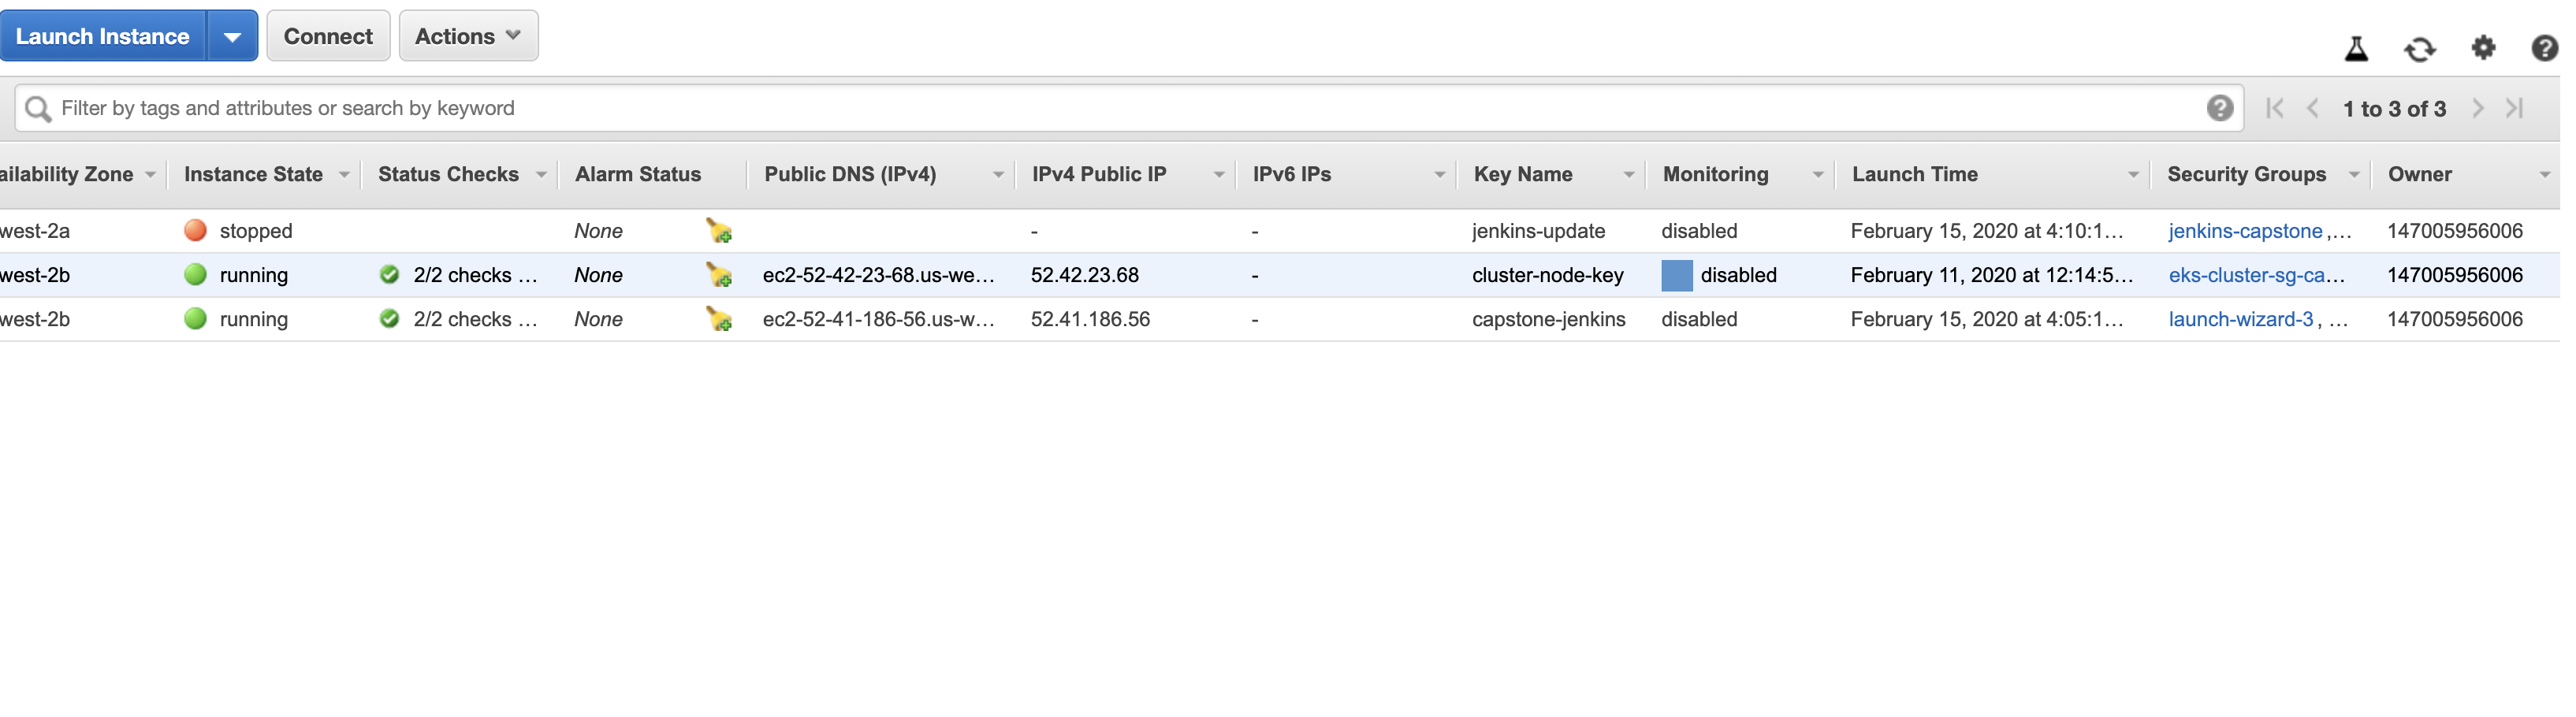 Launch Instance Connect Actions
Filter by tags and attributes or search by keyword ? 1 to 3 of 3
ailability Zone Instance State Status Checks Alarm Status Public DNS (IPv4) IPv4 Public IP IPv6 IPs Key Name Monitoring Launch Time Security Groups Owner
west-2a stopped None - - jenkins-update disabled February 15, 2020 at 4:10:1... jenkins-capstone ,... 147005956006
west-2b running 2/2 checks ... None ec2-52-42-23-68.us-we... 52.42.23.68 - cluster-node-key disabled February 11, 2020 at 12:14:5... eks-cluster-sg-ca... 147005956006
west-2b running 2/2 checks ... None ec2-52-41-186-56.us-w... 52.41.186.56 - capstone-jenkins disabled February 15, 2020 at 4:05:1... launch-wizard-3 , ... 147005956006